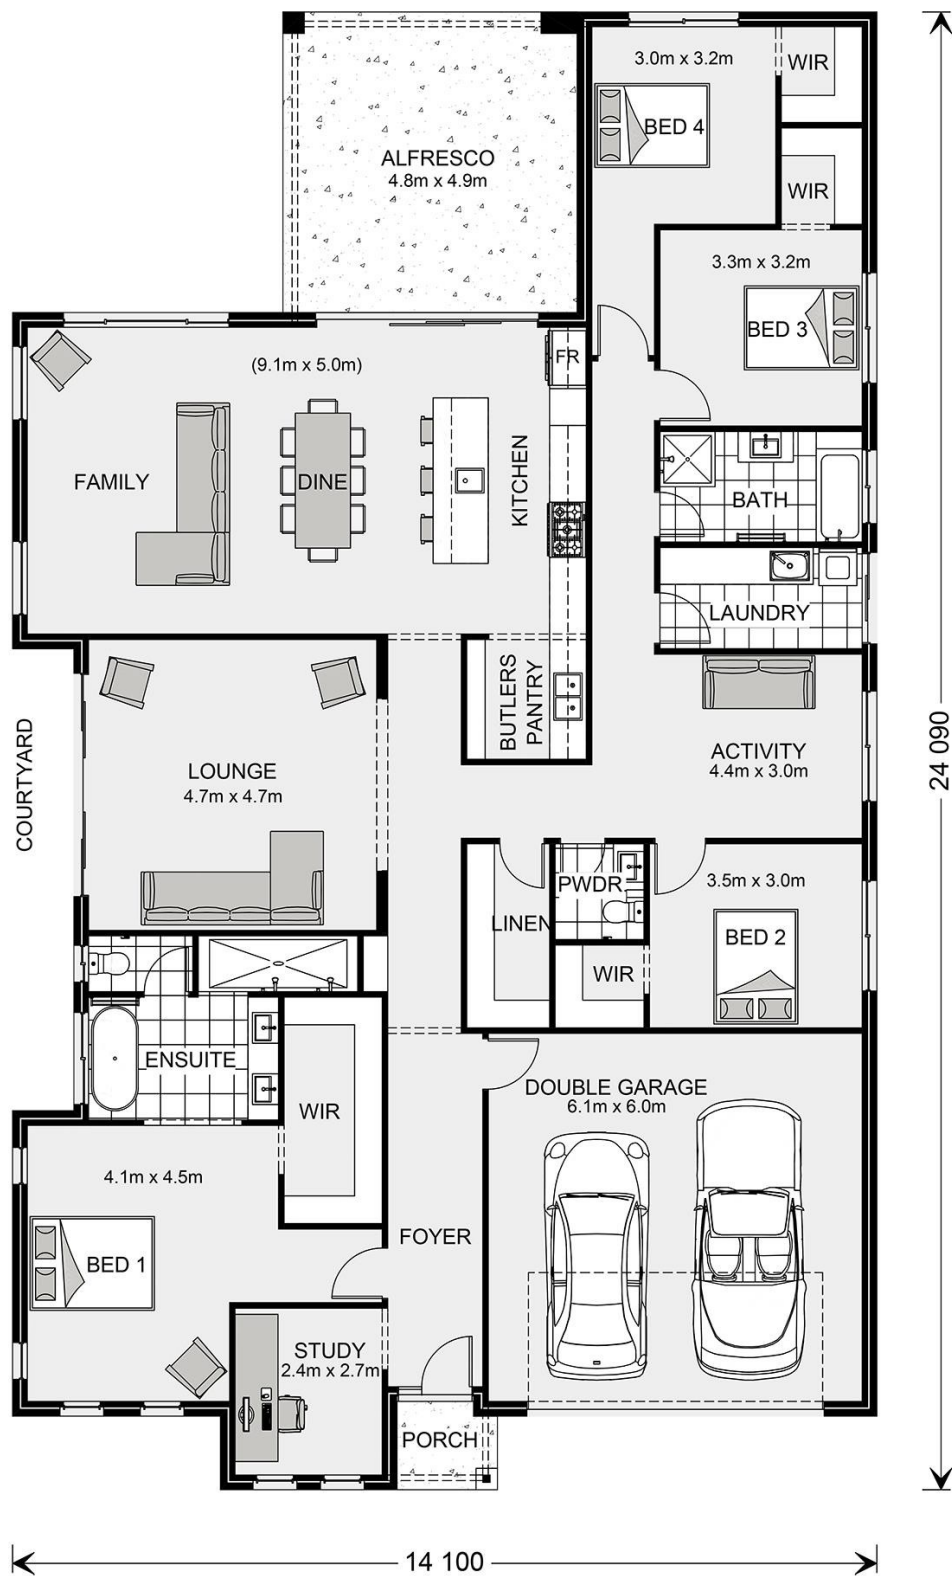 3.0m x 3.2m
WIR
BED 4
ALFRESCO
4.8m x 4.9m
WIR
3.3m x 3.2m
BED 3
(9.1m x 5.0m)
FR
FAMILY
DINE
KITCHEN
BATH
LAUNDRY
BUTLERS
PANTRY
COURTYARD
LOUNGE
4.7m x 4.7m
ACTIVITY
4.4m x 3.0m
24 090
PWDR
3.5m x 3.0m
LINEN
BED 2
WIR
ENSUITE
WIR
DOUBLE GARAGE
6.1m x 6.0m
4.1m x 4.5m
BED 1
FOYER
STUDY
2.4m x 2.7m
PORCH
14 100